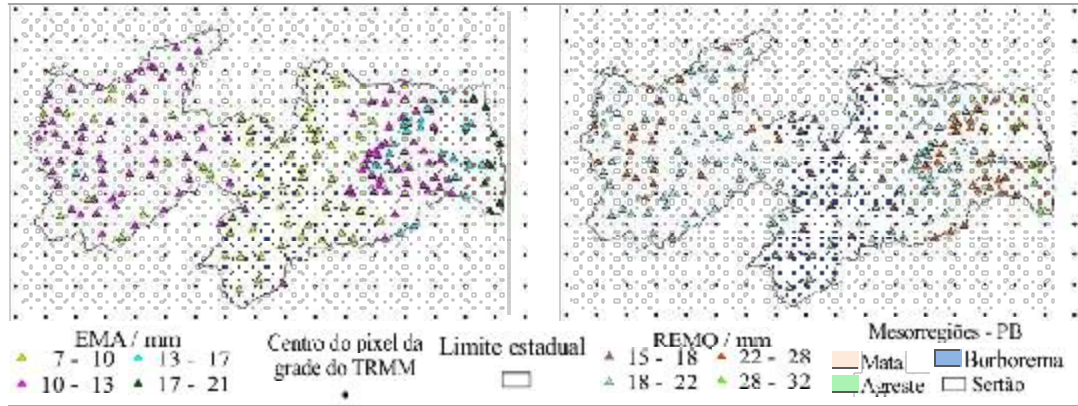 EMA / mm
7 - 10
13 - 17
10 - 13
17 - 21
Centro do pixel da
grade do TRMM
Limite estadual
REMQ / mm
15 - 18
22 - 28
18 - 22
28 - 32
Mesorregiões - PB
Mata
Borborema
Agreste
Sertão